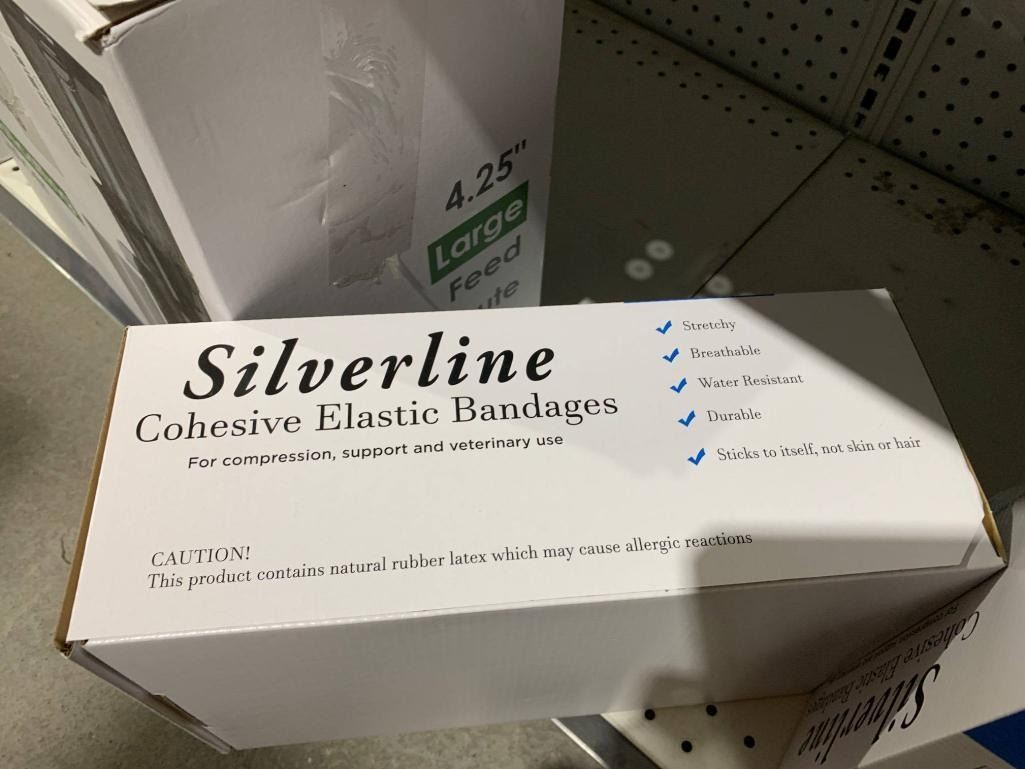 4.25"
Large
Feed
Silverline
Cohesive Elastic Bandages
For compression, support and veterinary use
Stretchy
Breathable
Water Resistant
Durable
Sticks to itself, not skin or hair
CAUTION!
This product contains natural rubber latex which may cause allergic reactions
Silverline
Cohesive Elastic Bandages